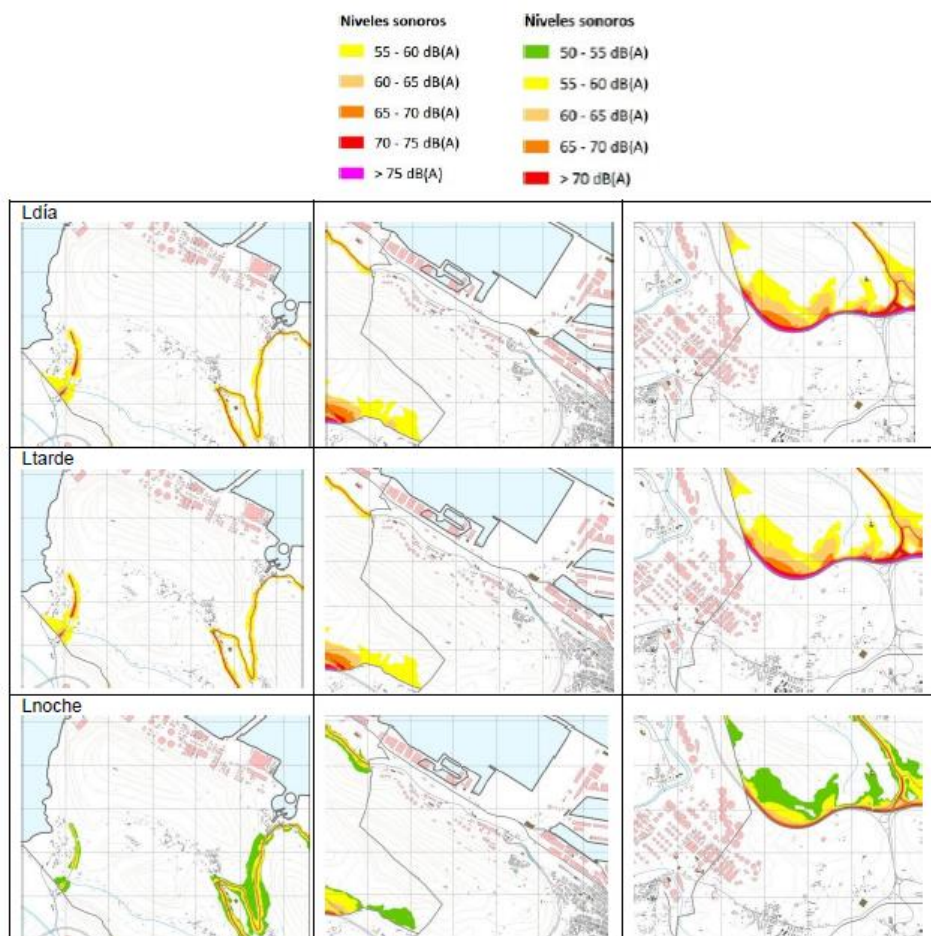 Niveles sonoros
55 - 60 dB(A)
60 - 65 dB(A)
65 - 70 dB(A)
70 - 75 dB(A)
> 75 dB(A)
Niveles sonoros
50 - 55 dB(A)
55 - 60 dB(A)
60 - 65 dB(A)
65 - 70 dB(A)
> 70 dB(A)
Ldía
Ltarde
Lnoche